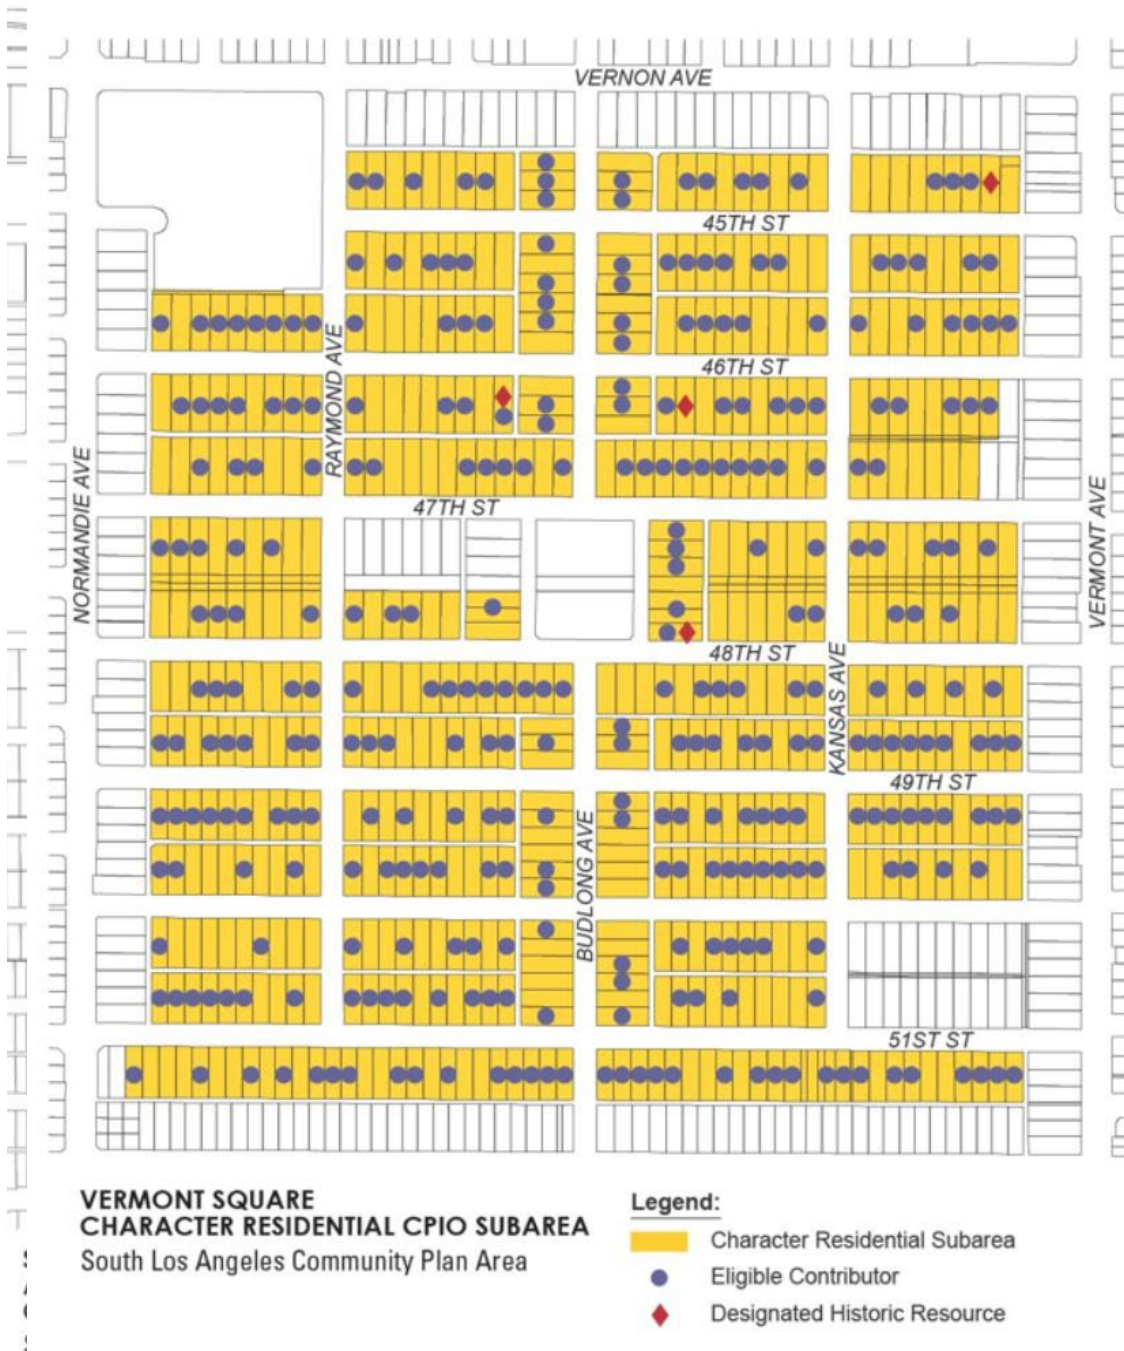 VERNON AVE
45TH ST
46TH ST
RAYMOND AVE
NORMANDIE AVE
47TH ST
VERMONT AVE
48TH ST
KANSAS AVE
49TH ST
BUDLONG AVE
51ST ST
VERMONT SQUARE
CHARACTER RESIDENTIAL CPIO SUBAREA
South Los Angeles Community Plan Area
Legend:
Character Residential Subarea
Eligible Contributor
Designated Historic Resource